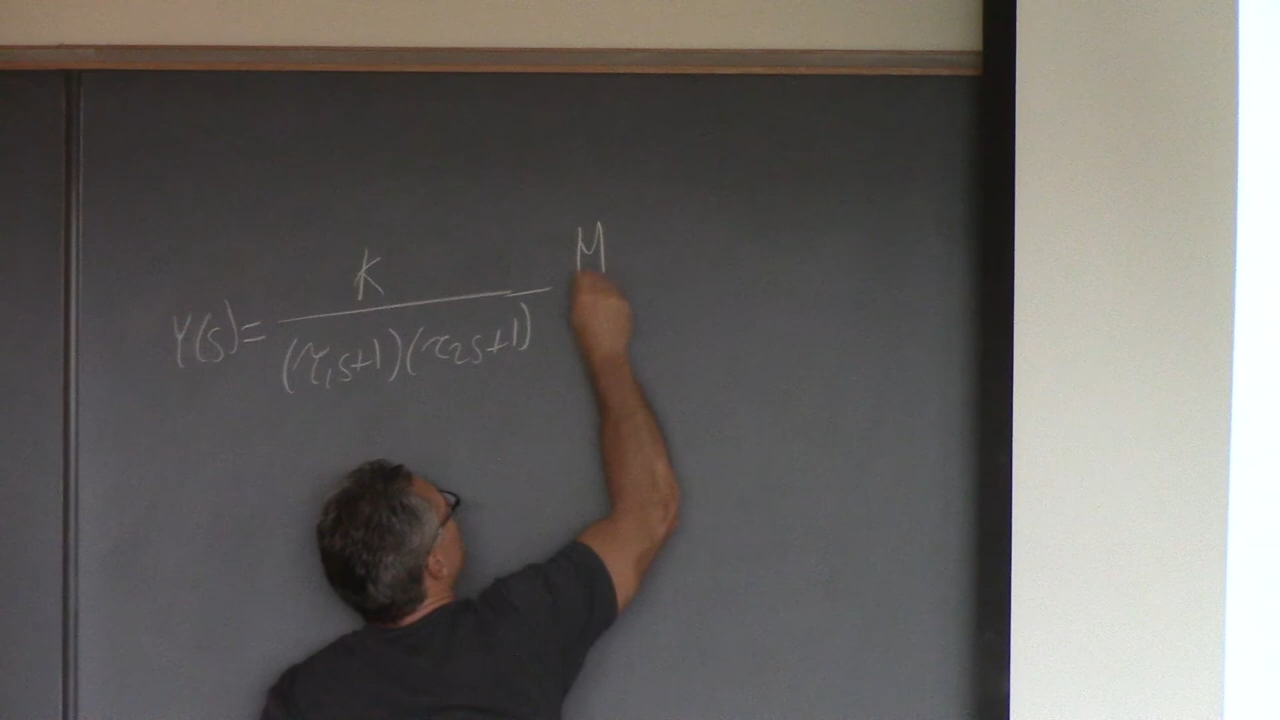 Y(s) = K / (τ₁s+1)(τ₂s+1) M